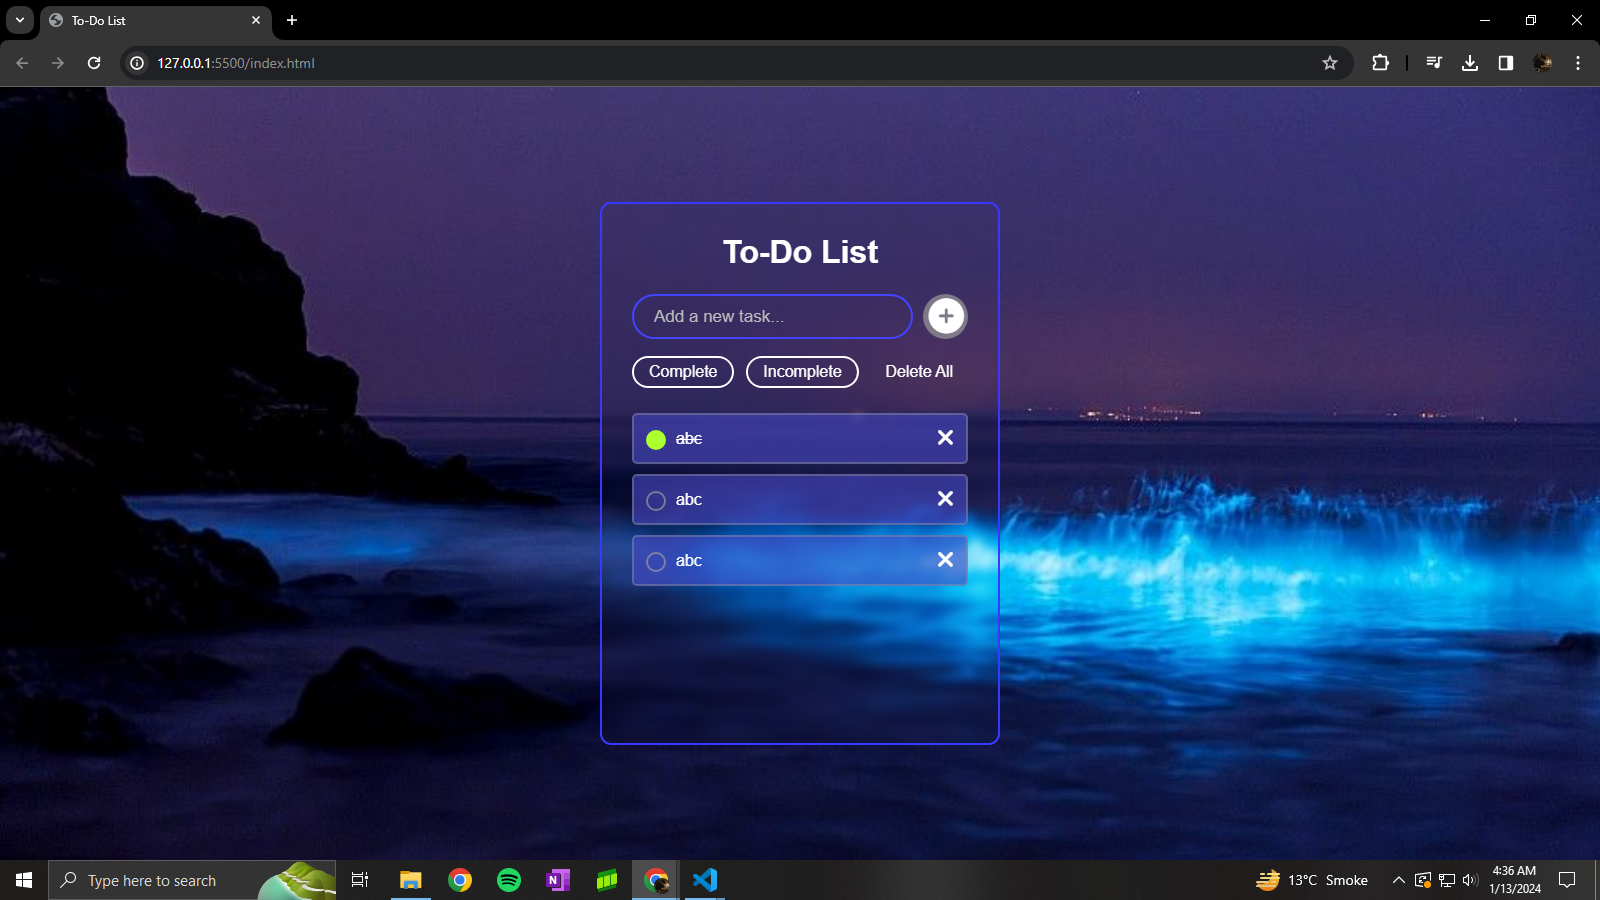 To-Do List
127.0.0.1:5500/index.html
To-Do List
Add a new task...
Complete Incomplete Delete All
abc
abc
abc
Type here to search
13°C Smoke
4:36 AM
1/13/2024